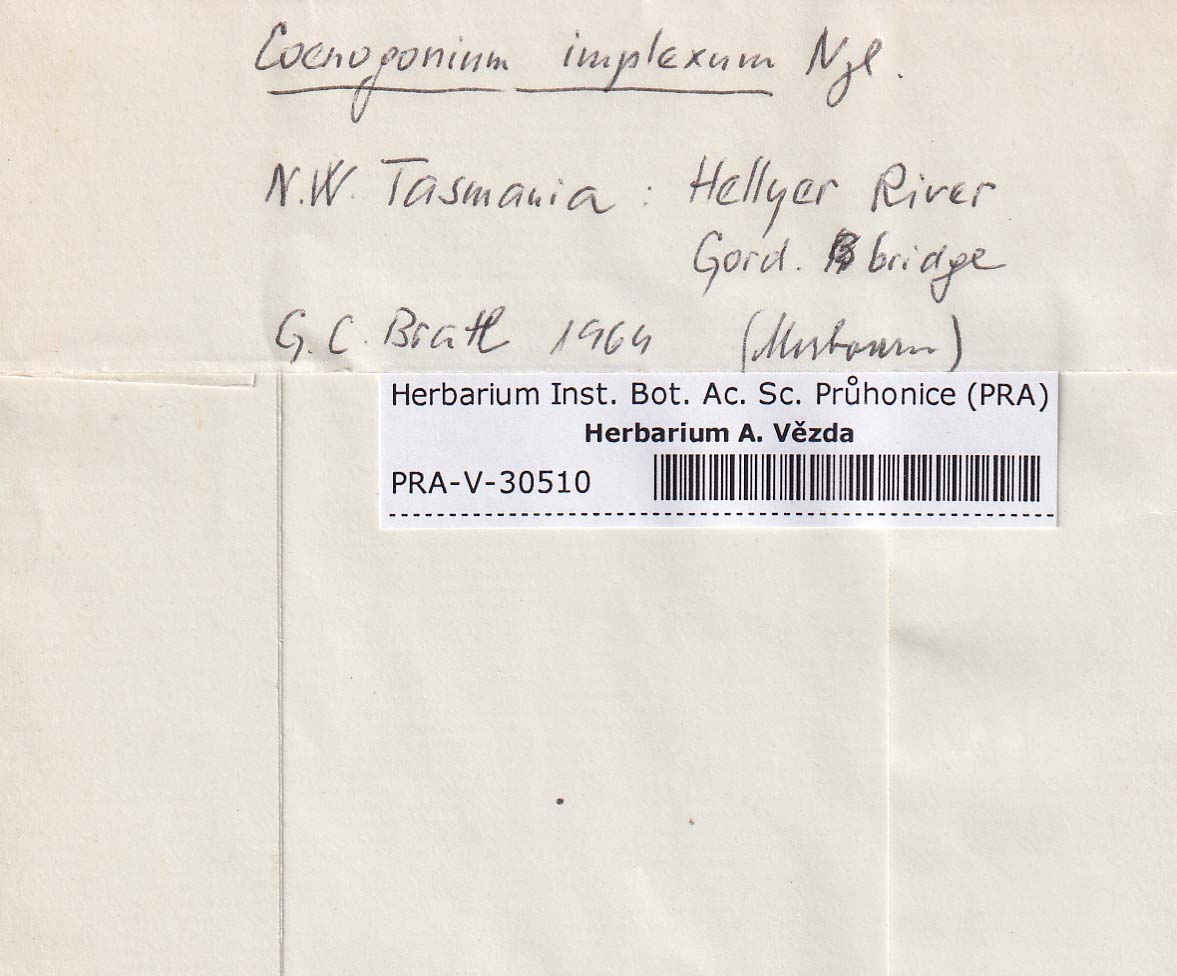 Coenogonium implexum Nyl.
N.W. Tasmania : Hellyer River
Gord. bridge
G. C. Bratt 1964
Herbarium Inst. Bot. Ac. Sc. Průhonice (PRA)
Herbarium A. Vězda
PRA-V-30510